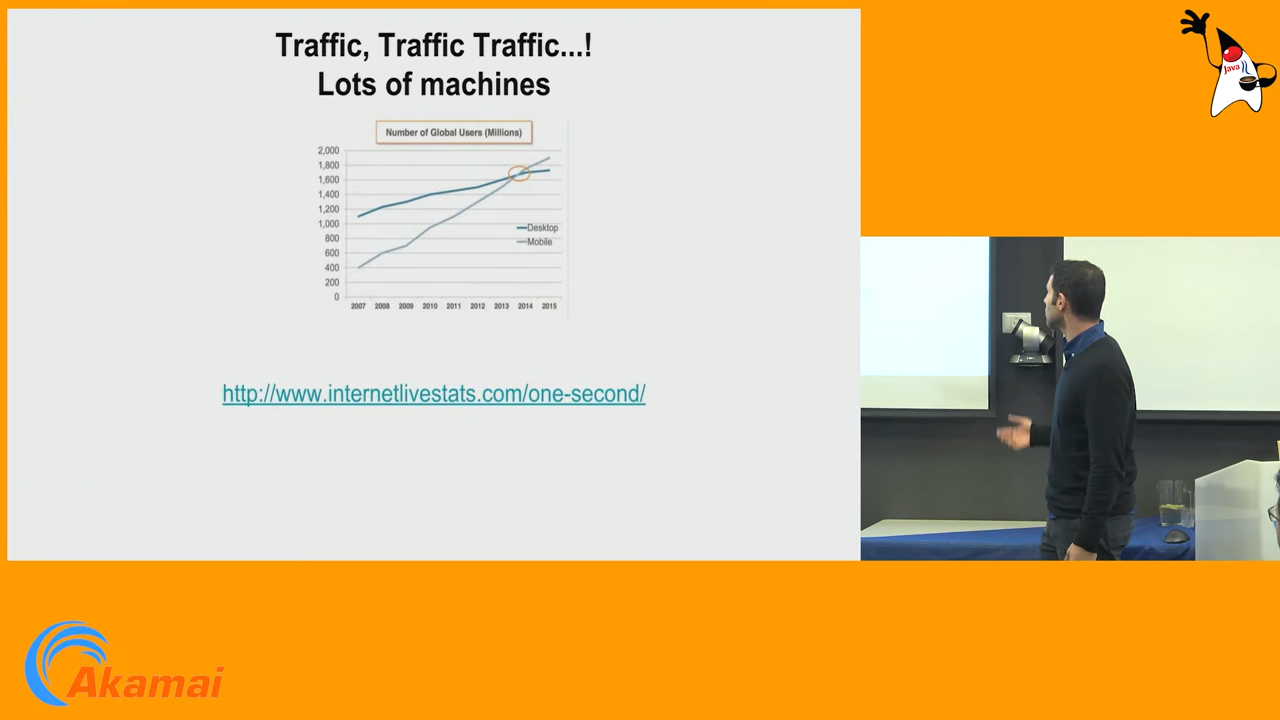 Traffic, Traffic Traffic...!
Lots of machines
Number of Global Users (Millions)
2,000
1,800
1,600
1,400
1,200
1,000
800
600
400
200
0
Desktop
Mobile
2007 2008 2009 2010 2011 2012 2013 2014 2015
http://www.internetlivestats.com/one-second/
Java
Akamai